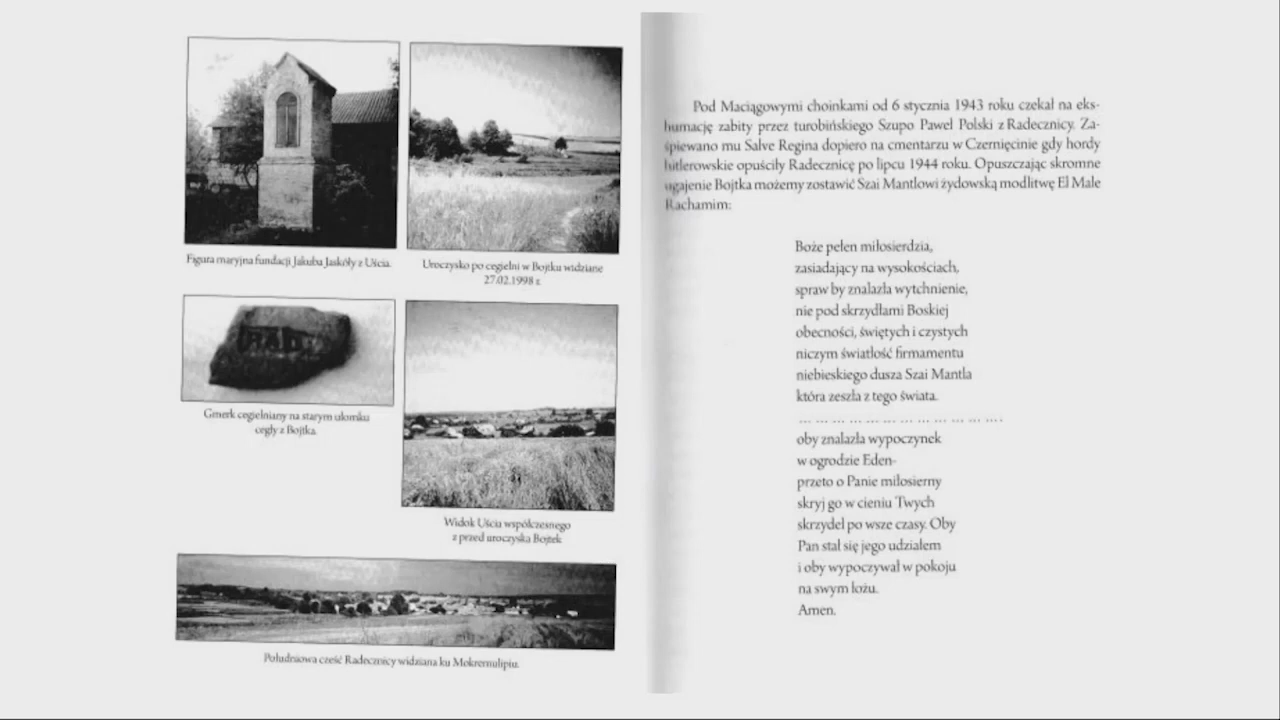 Figura maryjna fundacji Jakuba Jaskóły z Uścia.
Uroczysko po cegielni w Bojtku widziane
27.02.1998 r.
RAD
Gmerk cegielniany na starym ułomku
cegły z Bojtka.
Widok Uścia współczesnego
z przed uroczyska Bojtek
Południowa cześć Radecznicy widziana ku Mokremulipiu.
Pod Maciągowymi choinkami od 6 stycznia 1943 roku czekał na eks-
humację zabity przez turobińskiego Szupo Paweł Polski z Radecznicy. Za-
śpiewano mu Salve Regina dopiero na cmentarzu w Czernięcinie gdy hordy
hitlerowskie opuściły Radecznicę po lipcu 1944 roku. Opuszczając skromne
ugajenie Bojtka możemy zostawić Szai Mantlowi żydowską modlitwę El Male
Rachamim:
Boże pełen miłosierdzia,
zasiadający na wysokościach,
spraw by znalazła wytchnienie,
nie pod skrzydłami Boskiej
obecności, świętych i czystych
niczym światłość firmamentu
niebieskiego dusza Szai Mantla
która zeszła z tego świata.
... ... ... ... ... ... ... ... ... ... ... ...
oby znalazła wypoczynek
w ogrodzie Eden-
przeto o Panie miłosierny
skryj go w cieniu Twych
skrzydeł po wsze czasy. Oby
Pan stał się jego udziałem
i oby wypoczywał w pokoju
na swym łożu.
Amen.